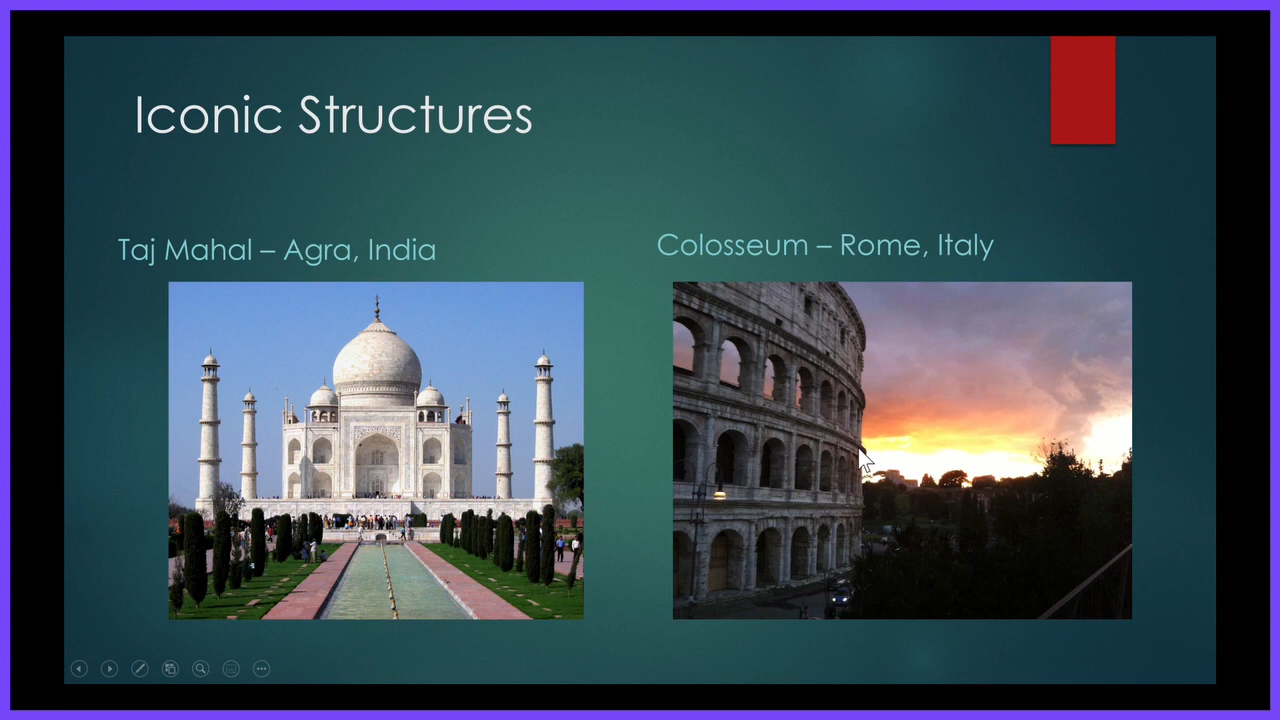 Iconic Structures
Taj Mahal – Agra, India
Colosseum – Rome, Italy